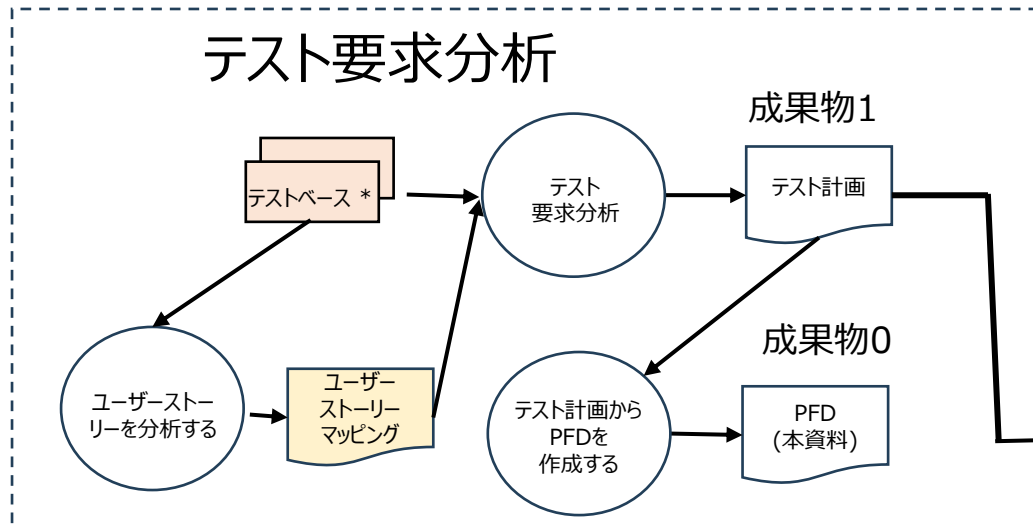 テスト要求分析
成果物1
テストベース *
テスト
要求分析
テスト計画
成果物0
ユーザーストー
リーを分析する
ユーザー
ストーリー
マッピング
テスト計画から
PFDを
作成する
PFD
(本資料)